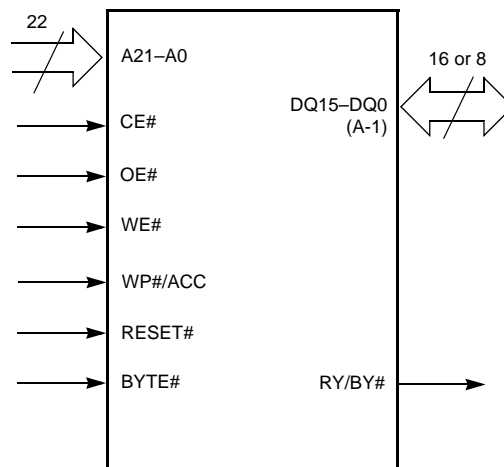 22
A21–A0
16 or 8
DQ15–DQ0
(A-1)
CE#
OE#
WE#
WP#/ACC
RESET#
BYTE#
RY/BY#